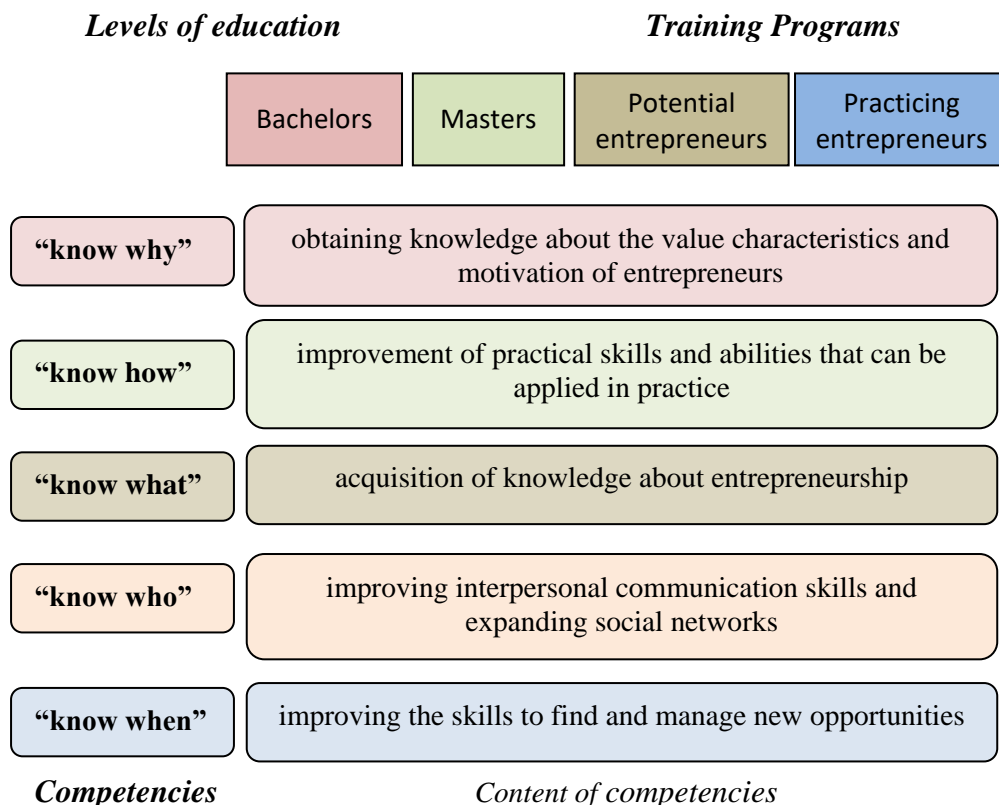 Levels of education
Training Programs
Bachelors
Masters
Potential
entrepreneurs
Practicing
entrepreneurs
“know why”
obtaining knowledge about the value characteristics and
motivation of entrepreneurs
“know how”
improvement of practical skills and abilities that can be
applied in practice
“know what”
acquisition of knowledge about entrepreneurship
“know who”
improving interpersonal communication skills and
expanding social networks
“know when”
improving the skills to find and manage new opportunities
Competencies
Content of competencies